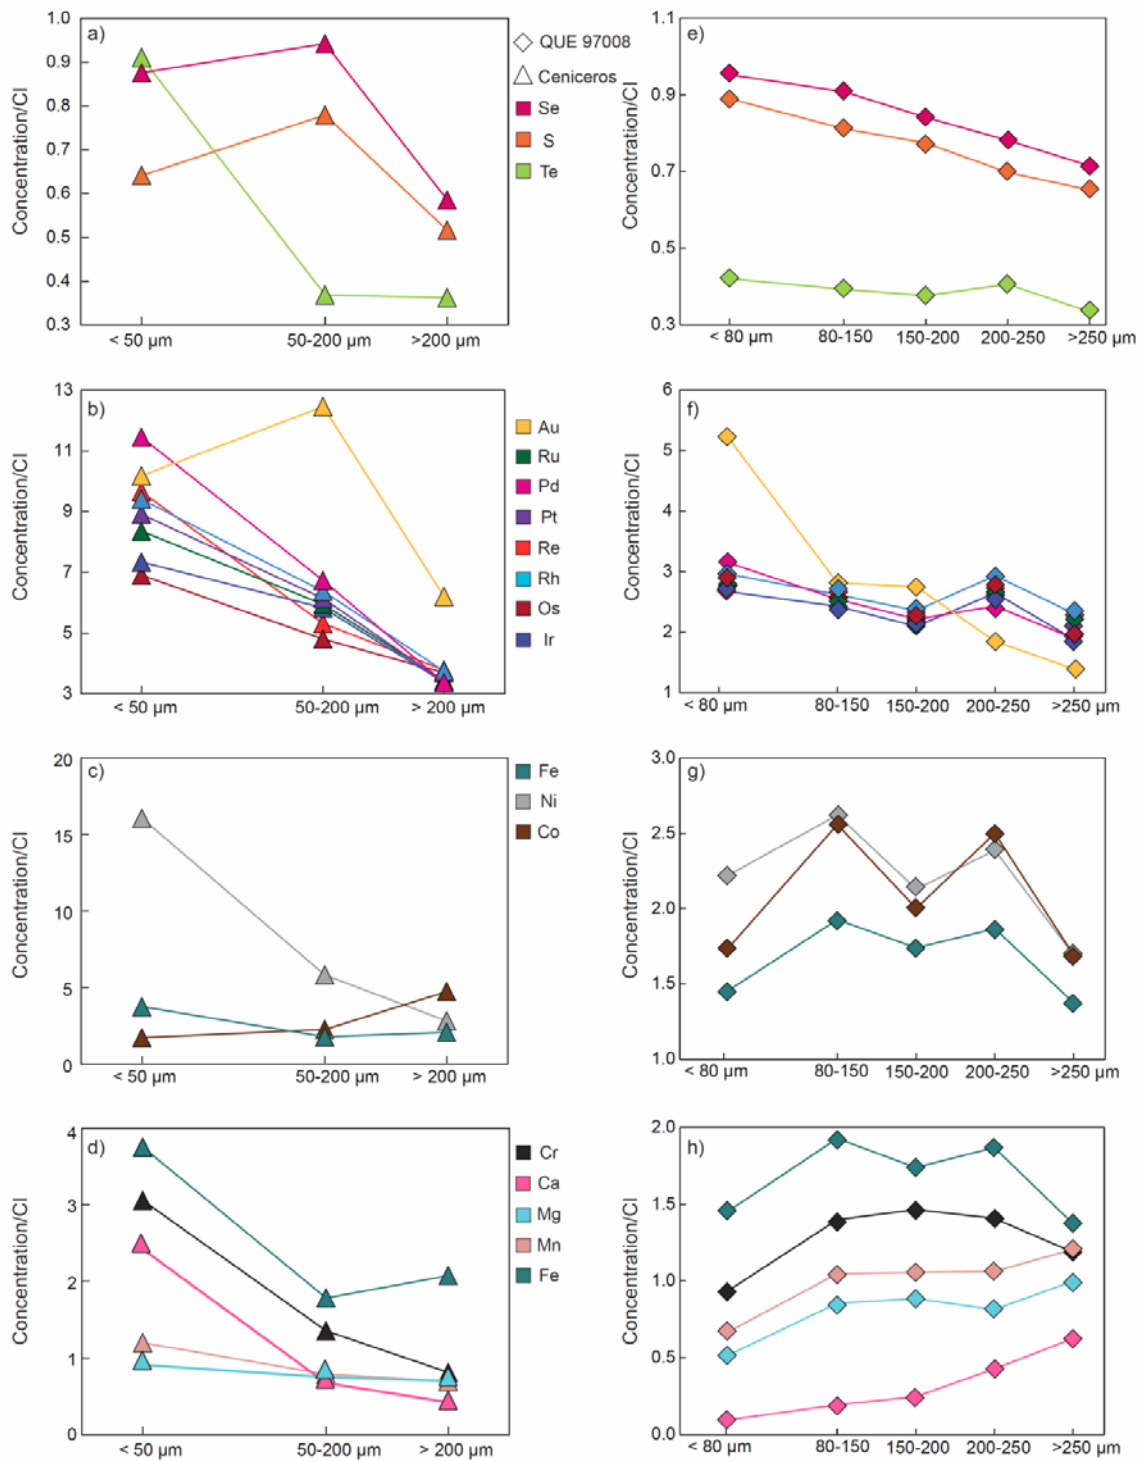 a)
Concentration/CI
1.0
0.9
0.8
0.7
0.6
0.5
0.4
0.3
< 50 µm
50-200 µm
>200 µm
QUE 97008
Ceniceros
Se
S
Te
e)
Concentration/CI
1.1
0.9
0.7
0.5
0.3
< 80 µm
80-150
150-200
200-250
>250 µm
b)
Concentration/CI
13
11
9
7
5
3
< 50 µm
50-200 µm
> 200 µm
Au
Ru
Pd
Pt
Re
Rh
Os
Ir
f)
Concentration/CI
6
5
4
3
2
1
< 80 µm
80-150
150-200
200-250
>250 µm
c)
Concentration/CI
20
15
10
5
0
< 50 µm
50-200 µm
> 200 µm
Fe
Ni
Co
g)
Concentration/CI
3.0
2.5
2.0
1.5
1.0
< 80 µm
80-150
150-200
200-250
>250 µm
d)
Concentration/CI
4
3
2
1
0
< 50 µm
50-200 µm
> 200 µm
Cr
Ca
Mg
Mn
Fe
h)
Concentration/CI
2.0
1.5
1.0
0.5
0.0
< 80 µm
80-150
150-200
200-250
>250 µm